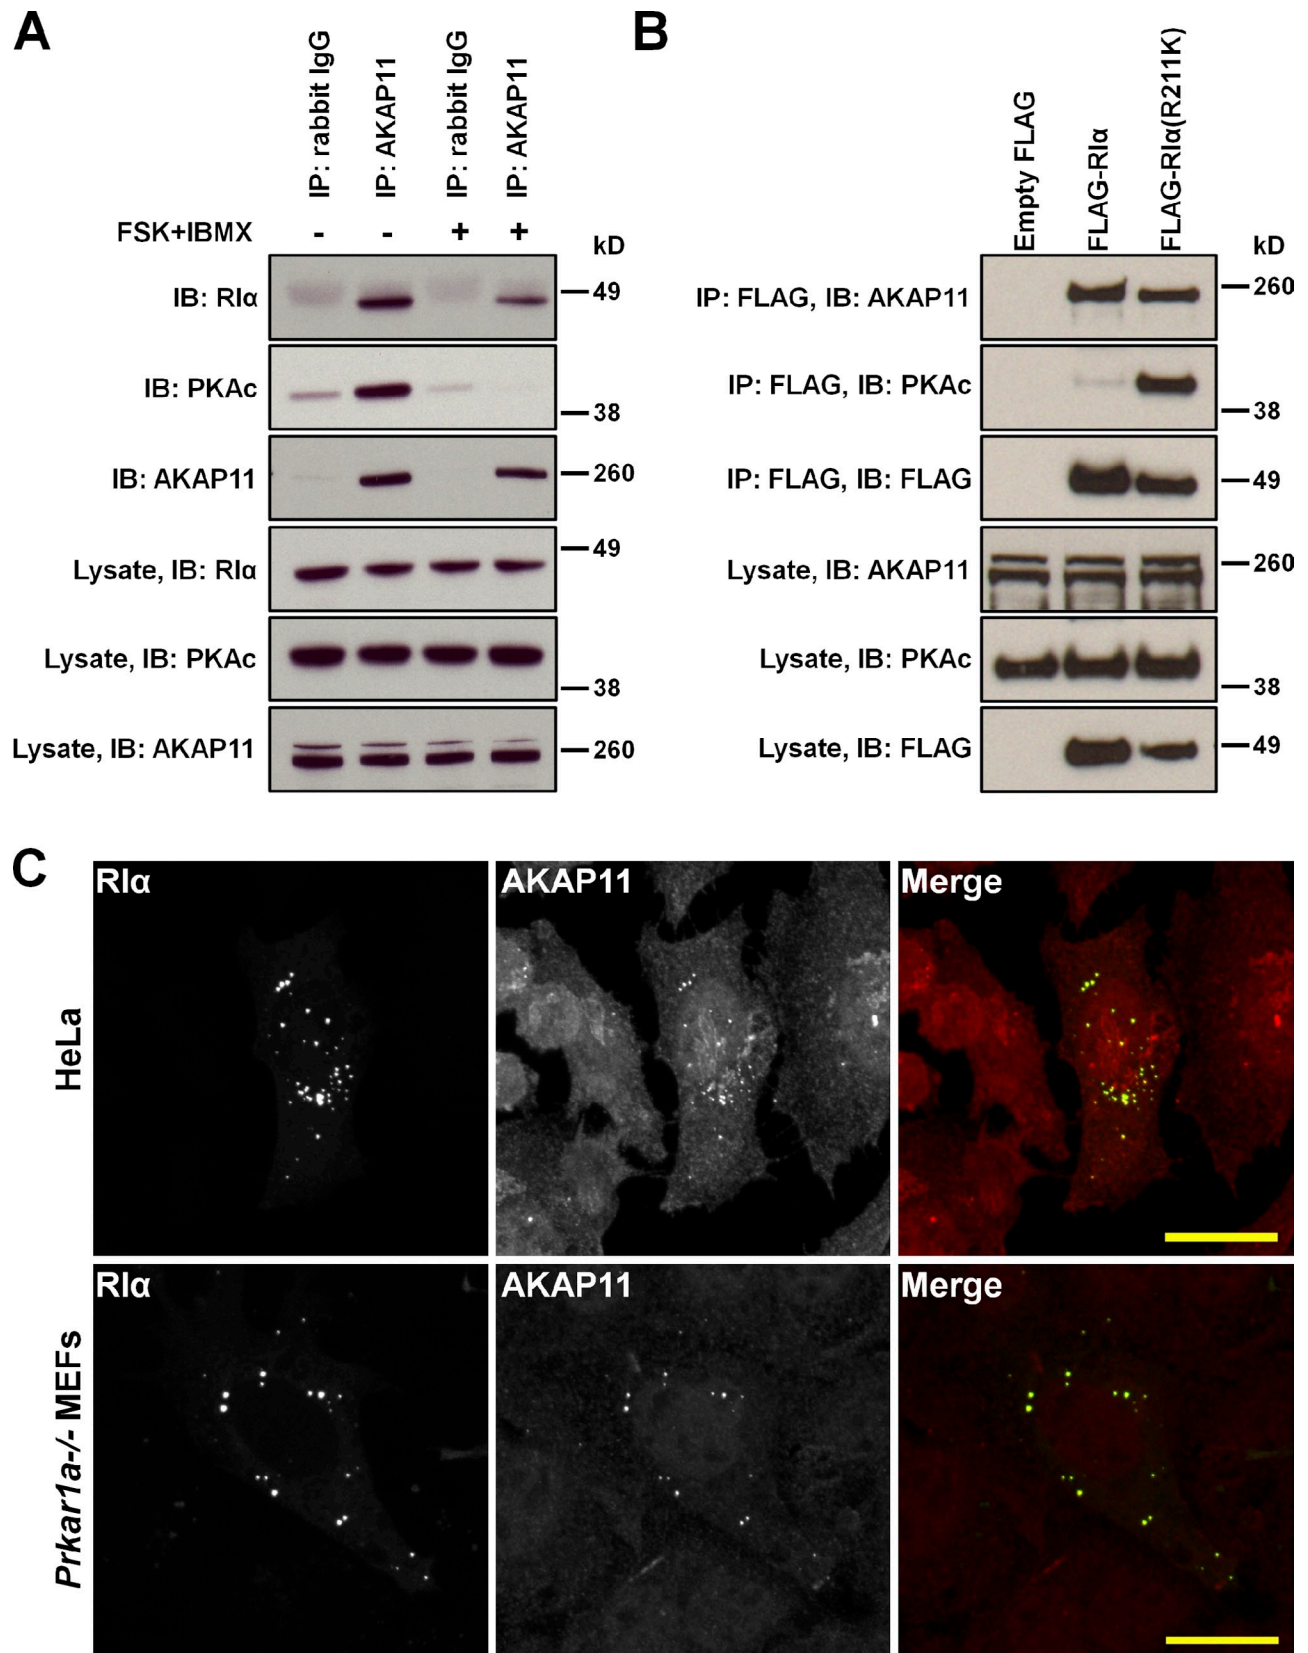 A
IP: rabbit IgG
IP: AKAP11
IP: rabbit IgG
IP: AKAP11
FSK+IBMX - - + +
kD
IB: RIα 49
IB: PKAc 38
IB: AKAP11 260
Lysate, IB: RIα 49
Lysate, IB: PKAc 38
Lysate, IB: AKAP11 260
B
Empty FLAG
FLAG-RIα
FLAG-RIα(R211K)
kD
IP: FLAG, IB: AKAP11 260
IP: FLAG, IB: PKAc 38
IP: FLAG, IB: FLAG 49
Lysate, IB: AKAP11 260
Lysate, IB: PKAc 38
Lysate, IB: FLAG 49
C
HeLa
RIα AKAP11 Merge
Prkar1a-/- MEFs
RIα AKAP11 Merge